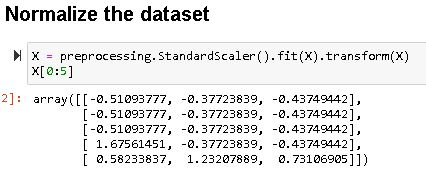 Normalize the dataset
X = preprocessing.StandardScaler().fit(X).transform(X)
X[0:5]
2]: array([[-0.51093777, -0.37723839, -0.43749442],
[-0.51093777, -0.37723839, -0.43749442],
[-0.51093777, -0.37723839, -0.43749442],
[ 1.67561451, -0.37723839, -0.43749442],
[ 0.58233837, 1.23207889, 0.73106905]])